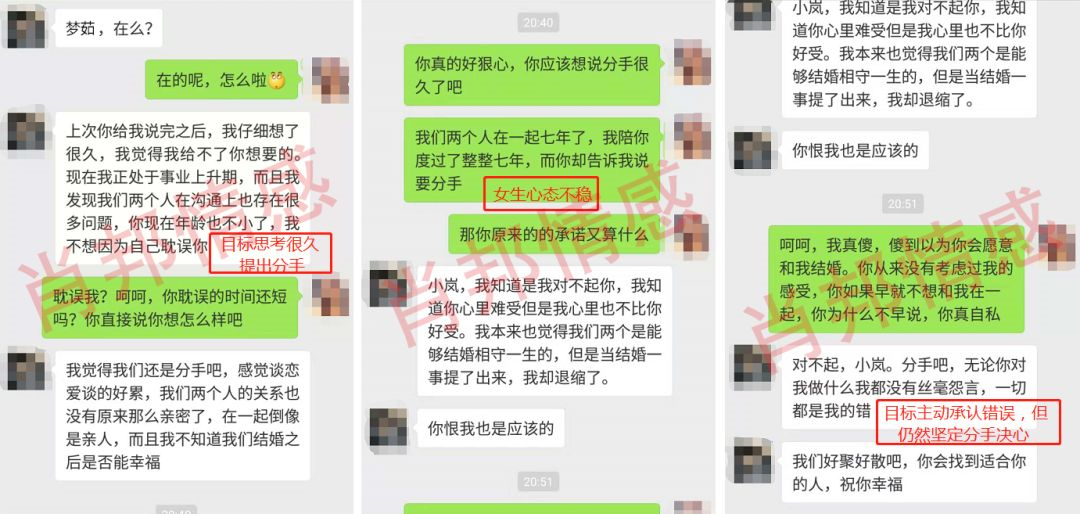 梦茹，在么？
在的呢，怎么啦
上次你给我说完之后，我仔细想了
很久，我觉得我给不了你想要的。
现在我正处于事业上升期，而且我
发现我们两个人在沟通上也存在很
多问题，你现在年龄也不小了，我
不想因为自己耽误你
目标思考很久
提出分手
耽误我？呵呵，你耽误的时间还短
吗？你直接说你想怎么样吧
我觉得我们还是分手吧，感觉谈恋
爱谈的好累，我们两个人的关系也
没有原来那么亲密了，在一起倒像
是亲人，而且我不知道我们结婚之
后是否能幸福
20:40
肖邦情感
20:40
你真的好狠心，你应该想说分手很
久了吧
我们两个人在一起七年了，我陪你
度过了整整七年，而你却告诉我说
要分手
女生心态不稳
那你原来的的承诺又算什么
小岚，我知道是我对不起你，我知
道你心里难受但是我心里也不比你
好受。我本来也觉得我们两个是能
够结婚相守一生的，但是当结婚一
事提了出来，我却退缩了。
你恨我也是应该的
20:51
肖邦情感
小岚，我知道是我对不起你，我知
道你心里难受但是我心里也不比你
好受。我本来也觉得我们两个是能
够结婚相守一生的，但是当结婚一
事提了出来，我却退缩了。
你恨我也是应该的
20:51
呵呵，我真傻，傻到以为你会愿意
和我结婚。你从来没有考虑过我的
感受，你如果早就不想和我在一
起，你为什么不早说，你真自私
对不起，小岚。分手吧，无论你对
我做什么我都没有丝毫怨言，一切
都是我的错
目标主动承认错误，但
仍然坚定分手决心
我们好聚好散吧，你会找到适合你
的人，祝你幸福
肖邦情感